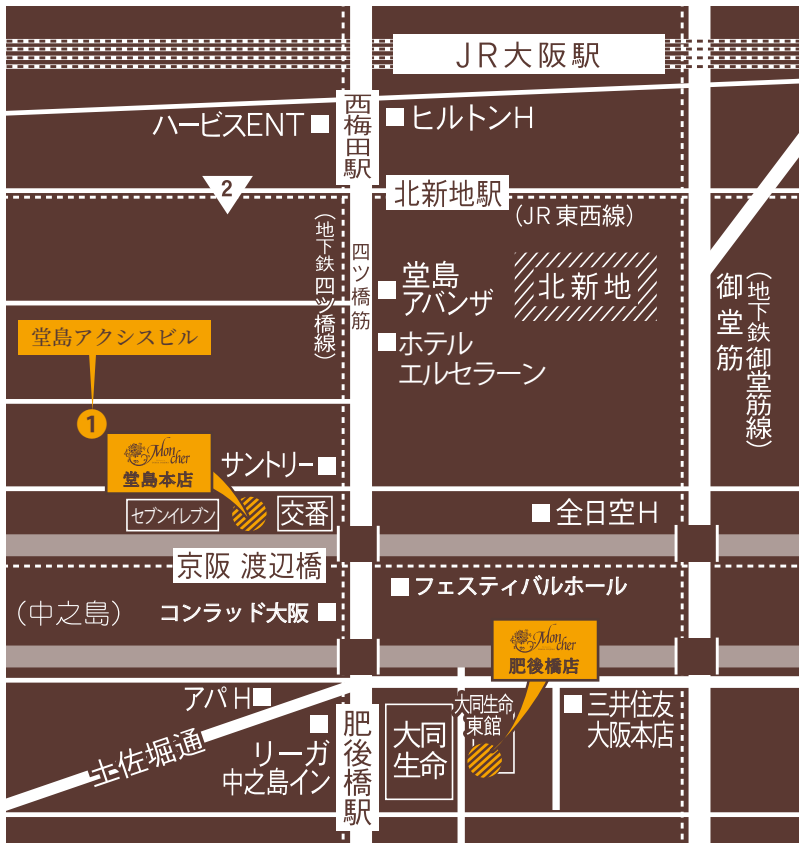 JR大阪駅
西梅田駅
ハービスENT
ヒルトンH
2
北新地駅
（JR東西線）
（地下鉄 四ツ橋線）
四ツ橋筋
堂島
アバンザ
北新地
御堂筋
（地下鉄 御堂筋線）
堂島アクシスビル
ホテル
エルセラーン
1
Mon
cher
堂島本店
サントリー
セブンイレブン
交番
全日空H
京阪 渡辺橋
フェスティバルホール
（中之島）
コンラッド大阪
Mon
cher
肥後橋店
アパH
大同生命
東館
三井住友
大阪本店
肥後橋駅
大同
生命
土佐堀通
リーガ
中之島イン